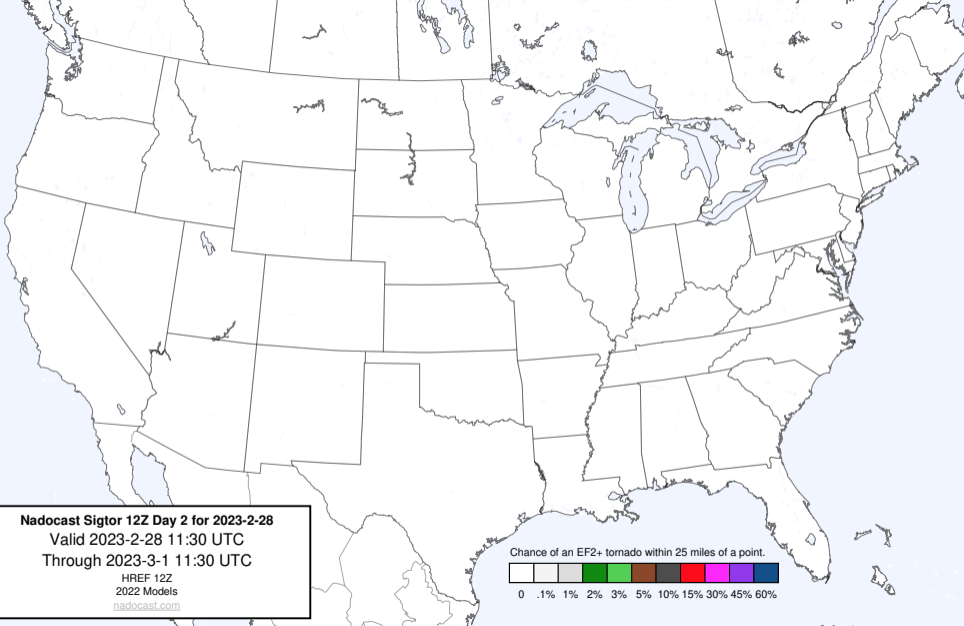 Nadocast Sigtor 12Z Day 2 for 2023-2-28
Valid 2023-2-28 11:30 UTC
Through 2023-3-1 11:30 UTC
HREF 12Z
2022 Models
nadocast.com
Chance of an EF2+ tornado within 25 miles of a point.
0 .1% 1% 2% 3% 5% 10% 15% 30% 45% 60%